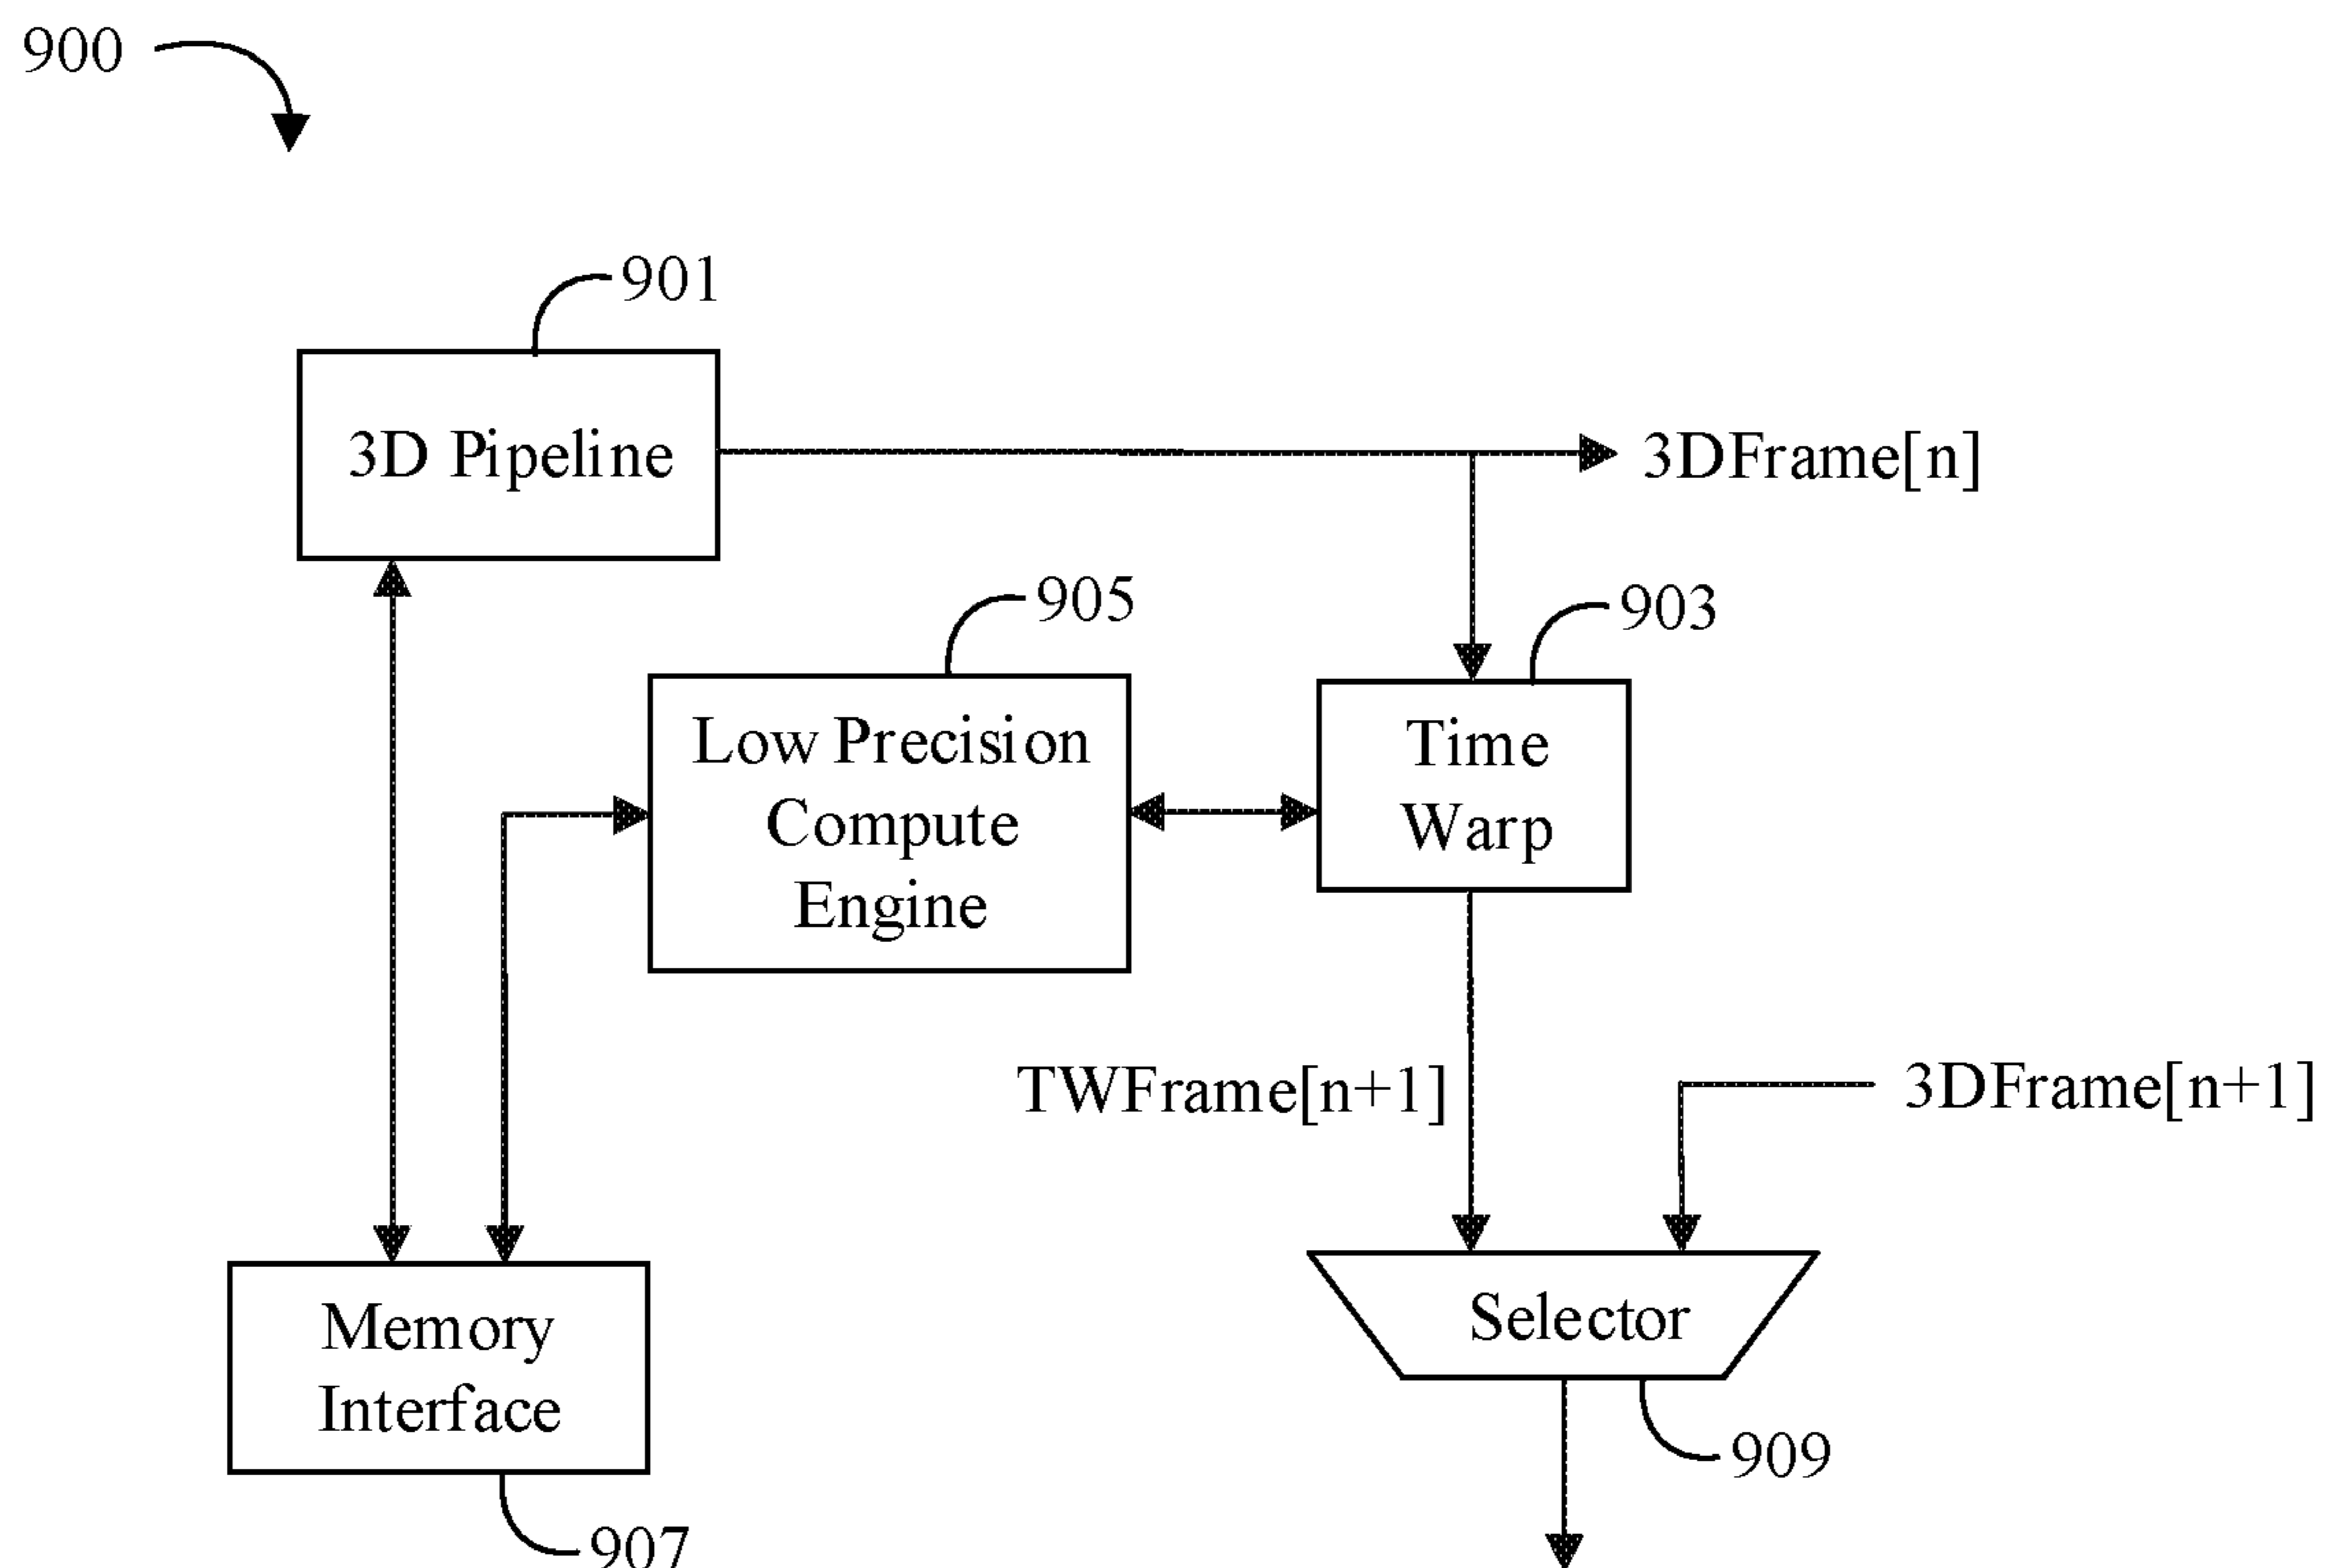 900
901
3D Pipeline
3DFrame[n]
905
903
Low Precision
Compute
Engine
Time
Warp
TWFrame[n+1]
3DFrame[n+1]
Memory
Interface
Selector
909
907